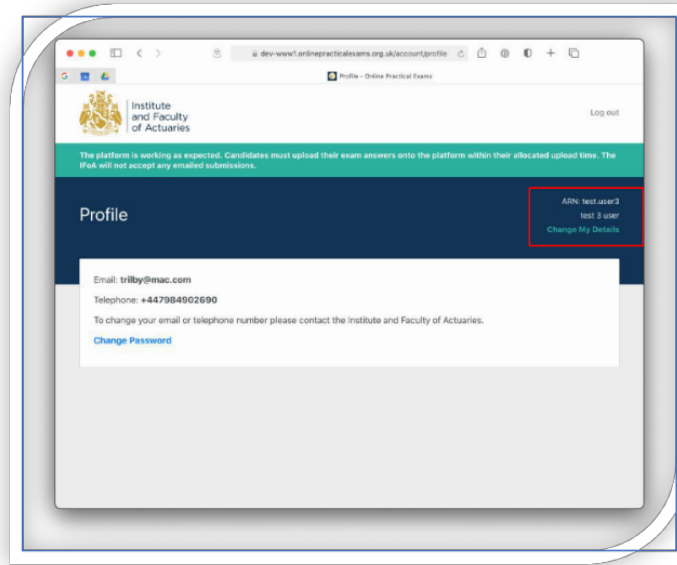 dev-www1.onlinepracticalexams.org.uk/account/profile
Profile - Online Practical Exams
Institute
and Faculty
of Actuaries
Log out
The platform is working as expected. Candidates must upload their exam answers onto the platform within their allocated upload time. The
IFoA will not accept any emailed submissions.
Profile
ARN: test.user3
test 3 user
Change My Details
Email: trilby@mac.com
Telephone: +447984902690
To change your email or telephone number please contact the Institute and Faculty of Actuaries.
Change Password